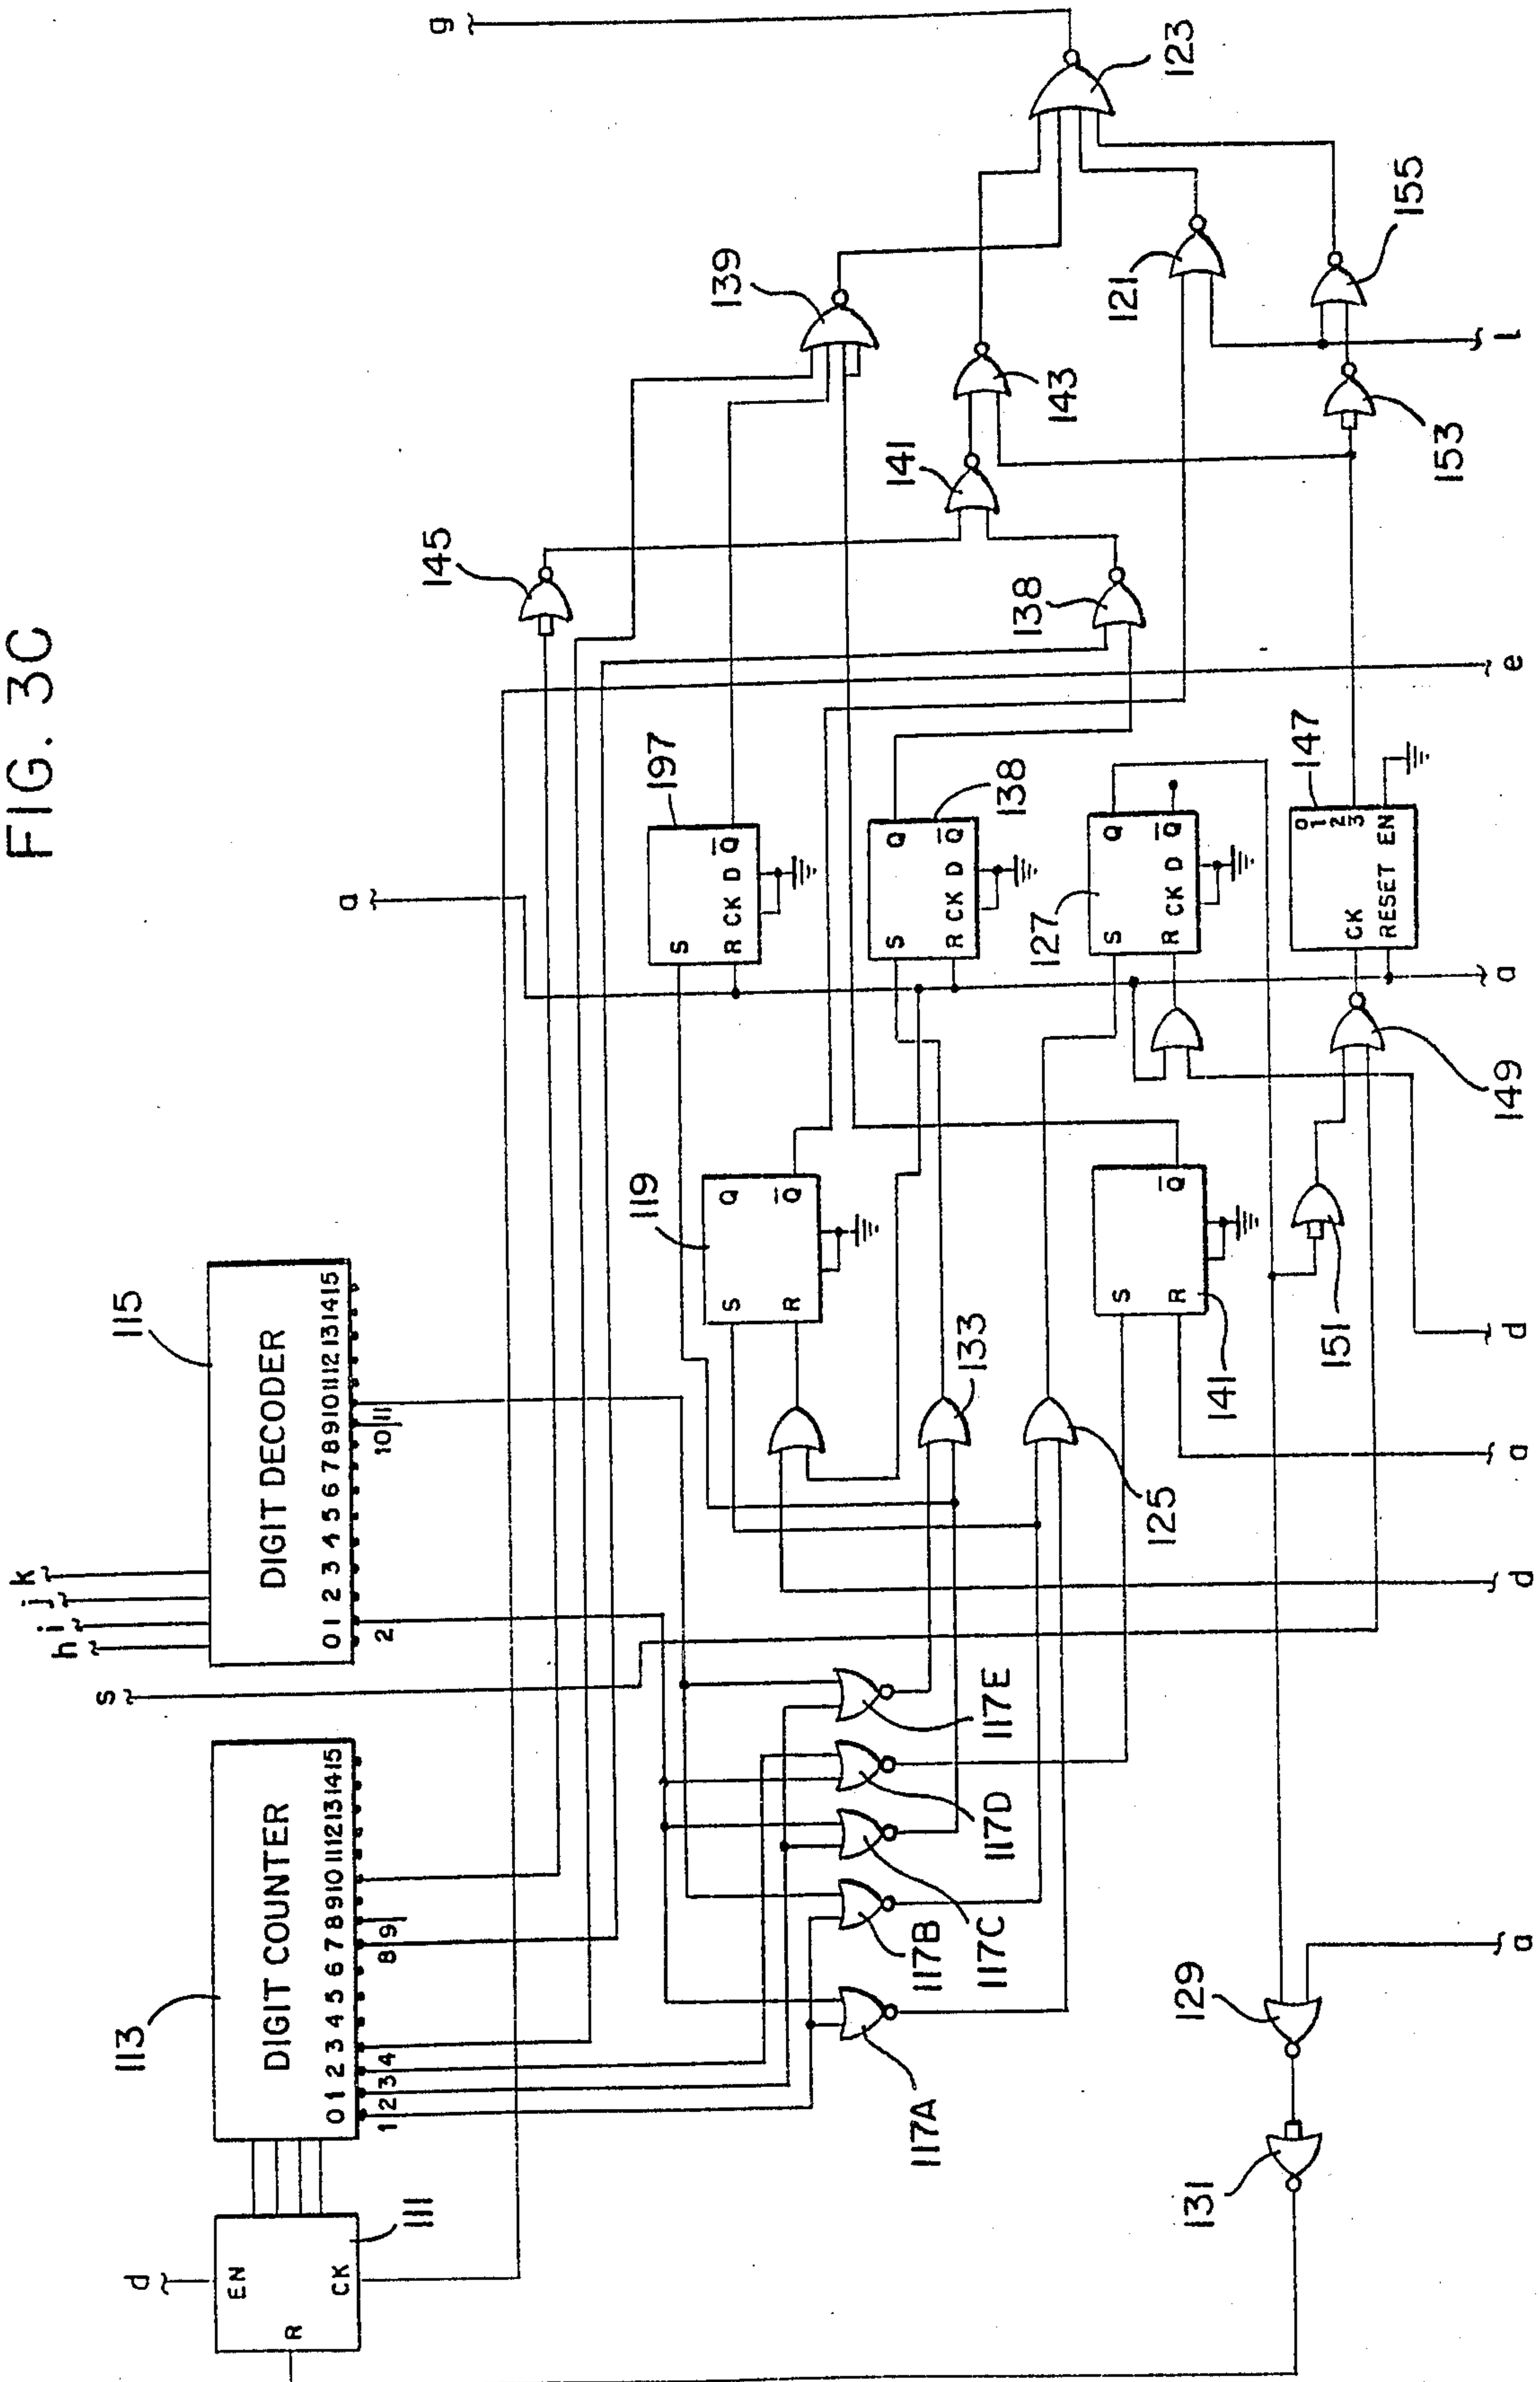 FIG. 3C
g
123
139
155
121
143
141
153
145
138
l
e
a
197
S
R CK D Q
138
S
Q
R CK D Q
127
S
Q
R CK D Q
147
0
1
2
3
CK
RESET EN
a
149
119
S
Q
R
Q
141
S
R
Q
151
d
133
125
a
d
k
j
i
h
s
115
DIGIT DECODER
0 1 2 3 4 5 6 7 8 9 10 11 12 13 14 15
2
10 11
113
DIGIT COUNTER
0 1 2 3 4 5 6 7 8 9 10 11 12 13 14 15
1 2 3 4
8 9
117E
117D
117C
117B
117A
129
a
131
d
EN
R
CK
111